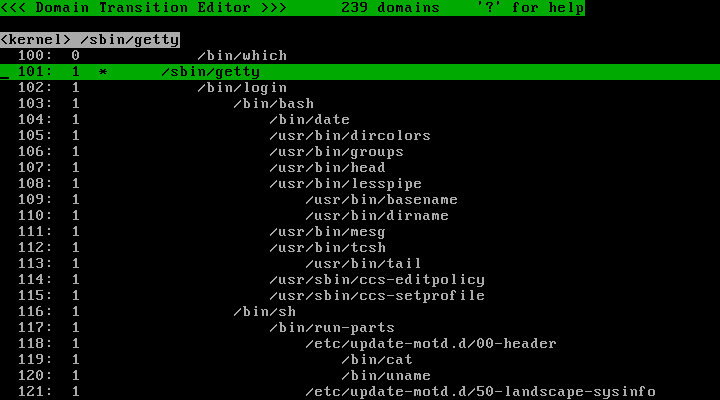 <<< Domain Transition Editor >>>      239 domains    '?' for help
<kernel> /sbin/getty
  100:  0             /bin/which
_ 101:  1  *      /sbin/getty
  102:  1             /bin/login
  103:  1                 /bin/bash
  104:  1                     /bin/date
  105:  1                     /usr/bin/dircolors
  106:  1                     /usr/bin/groups
  107:  1                     /usr/bin/head
  108:  1                     /usr/bin/lesspipe
  109:  1                         /usr/bin/basename
  110:  1                         /usr/bin/dirname
  111:  1                     /usr/bin/mesg
  112:  1                     /usr/bin/tcsh
  113:  1                         /usr/bin/tail
  114:  1                     /usr/sbin/ccs-editpolicy
  115:  1                     /usr/sbin/ccs-setprofile
  116:  1                 /bin/sh
  117:  1                     /bin/run-parts
  118:  1                         /etc/update-motd.d/00-header
  119:  1                             /bin/cat
  120:  1                             /bin/uname
  121:  1                         /etc/update-motd.d/50-landscape-sysinfo